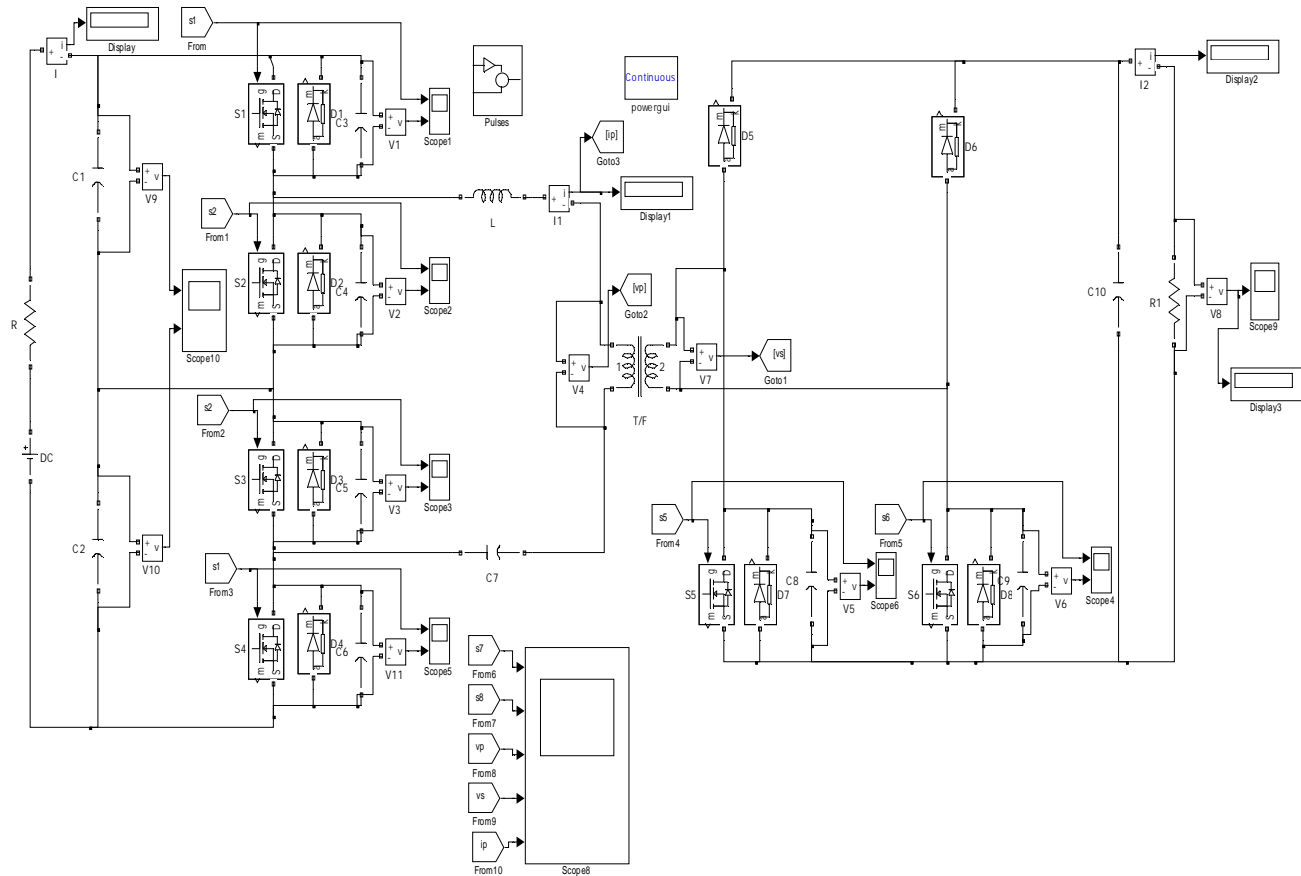 s1
From
i
+
-
I
Display
g
D
m
S
S1
k
m
a
D1
C3
+
-
v
V1
Scope1
Pulses
Continuous
powergui
[ip]
Goto3
i
+
-
I1
Display1
L
C1
+
-
v
V9
s2
From1
g
D
m
S
S2
k
m
a
D2
C4
+
-
v
V2
Scope2
Scope10
[vp]
Goto2
+
-
v
V4
1
2
T/F
+
-
v
V7
[vs]
Goto1
D5
k
m
a
D6
k
m
a
i
+
-
I2
Display2
C10
R1
+
-
v
V8
Scope9
Display3
R
+
DC
s2
From2
g
D
m
S
S3
k
m
a
D3
C5
+
-
v
V3
Scope3
C2
+
-
v
V10
C7
s1
From3
g
D
m
S
S4
k
m
a
D4
C6
+
-
v
V11
Scope5
s5
From4
g
D
m
S
S5
k
m
a
D7
C8
+
-
v
V5
Scope6
s6
From5
g
D
m
S
S6
k
m
a
C9
D8
+
-
v
V6
Scope4
s7
From6
s8
From7
vp
From8
vs
From9
ip
From10
Scope8